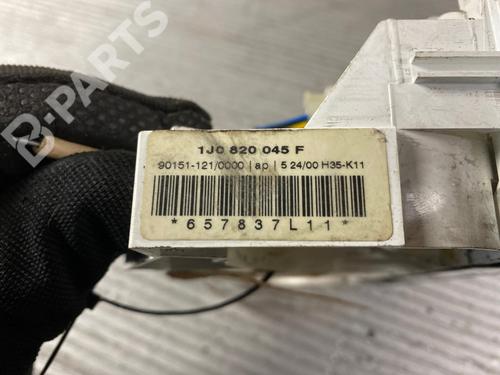 B-PARTS
1J0 820 045 F
90151-121/0000 | ap | 5 24/00 H35-K11
*657837L11*